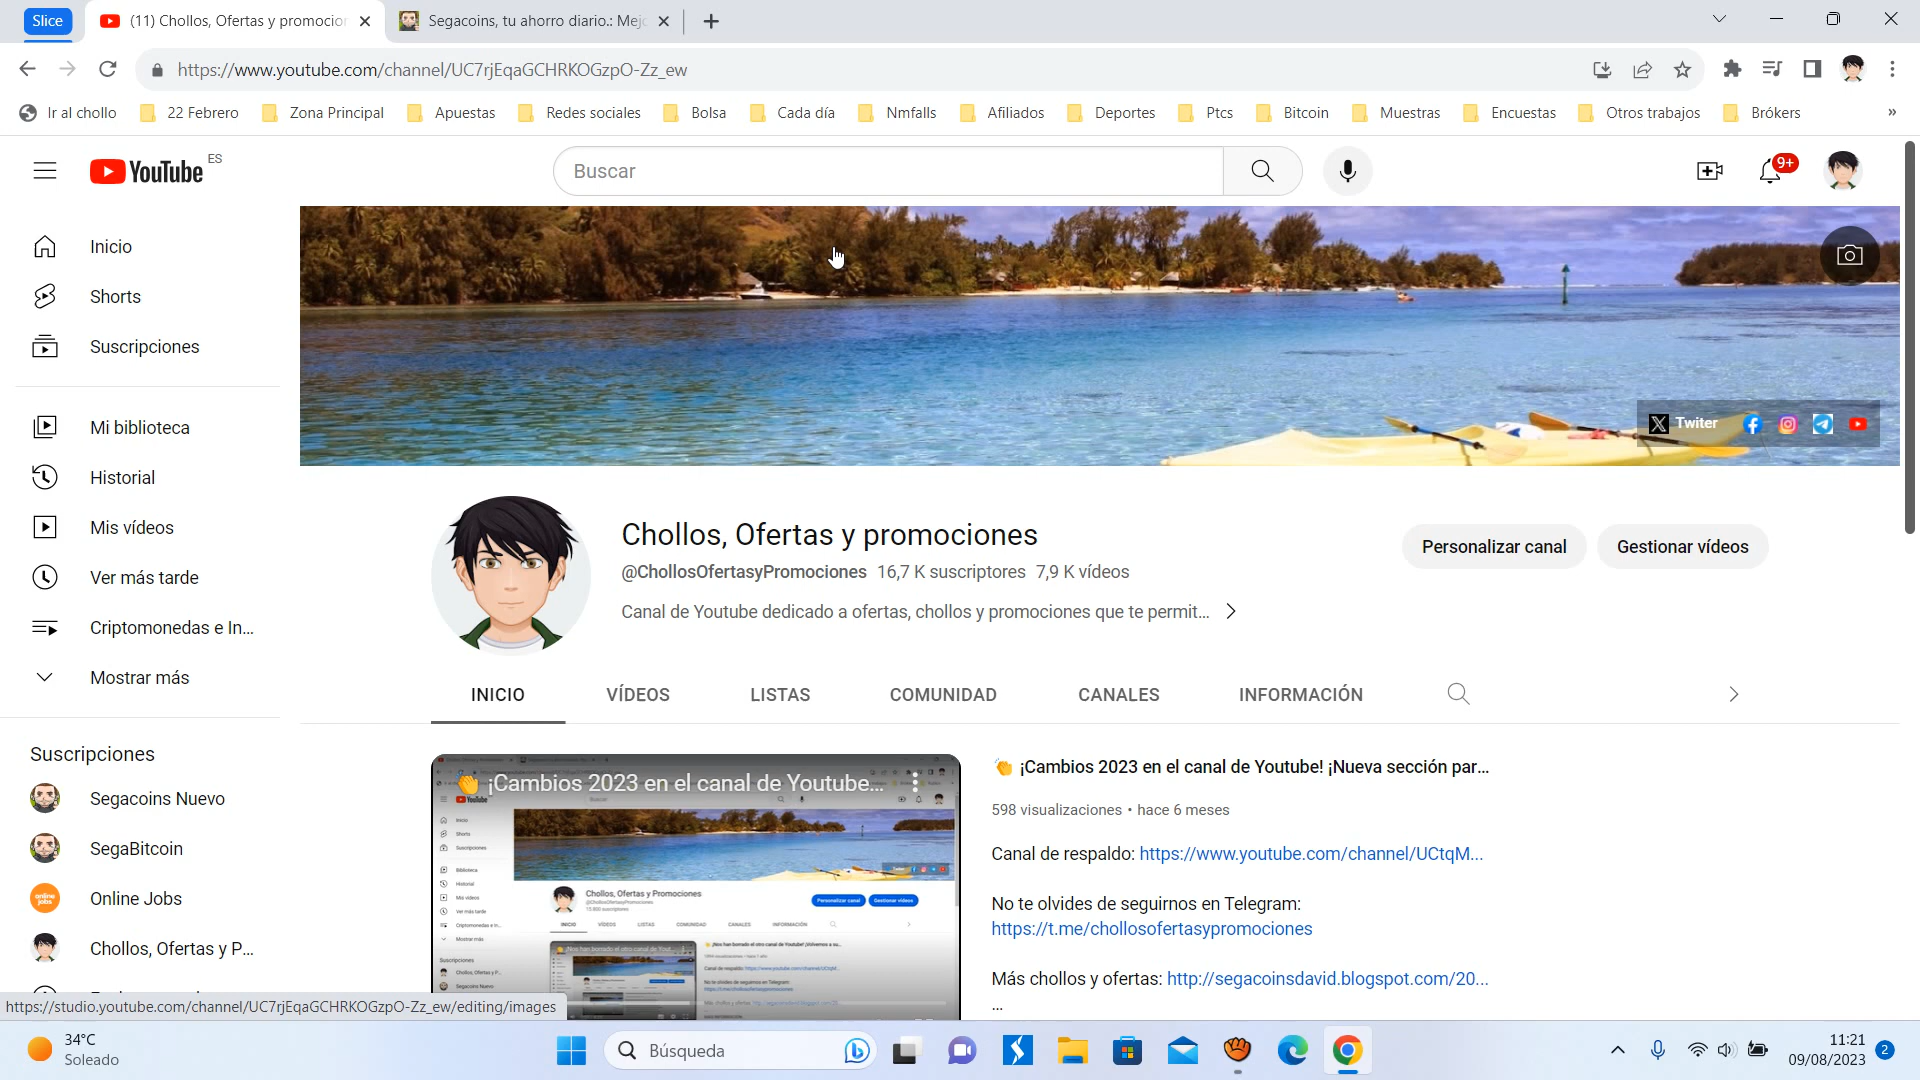 Slice
(11) Chollos, Ofertas y promocion
Segacoins, tu ahorro diario.: Mejo
https://www.youtube.com/channel/UC7rjEqaGCHRKOGzpO-Zz_ew
Ir al chollo
22 Febrero
Zona Principal
Apuestas
Redes sociales
Bolsa
Cada día
Nmfalls
Afiliados
Deportes
Ptcs
Bitcoin
Muestras
Encuestas
Otros trabajos
Brókers
»
YouTube ES
Buscar
9+
Inicio
Shorts
Suscripciones
Mi biblioteca
Historial
Mis vídeos
Ver más tarde
Criptomonedas e In...
Mostrar más
Suscripciones
Segacoins Nuevo
SegaBitcoin
Online Jobs
Chollos, Ofertas y P...
Twiter
Chollos, Ofertas y promociones
@ChollosOfertasyPromociones 16,7 K suscriptores 7,9 K vídeos
Canal de Youtube dedicado a ofertas, chollos y promociones que te permit...
Personalizar canal
Gestionar vídeos
INICIO
VÍDEOS
LISTAS
COMUNIDAD
CANALES
INFORMACIÓN
¡Cambios 2023 en el canal de Youtube...
¡Cambios 2023 en el canal de Youtube! ¡Nueva sección par...
598 visualizaciones • hace 6 meses
Canal de respaldo: https://www.youtube.com/channel/UCtqM...
No te olvides de seguirnos en Telegram:
https://t.me/chollosofertasypromociones
Más chollos y ofertas: http://segacoinsdavid.blogspot.com/20...
...
https://studio.youtube.com/channel/UC7rjEqaGCHRKOGzpO-Zz_ew/editing/images
34°C
Soleado
Búsqueda
11:21
09/08/2023
2